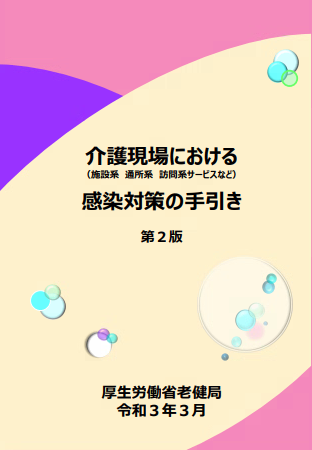 介護現場における
（施設系 通所系 訪問系サービスなど）
感染対策の手引き
第２版
厚生労働省老健局
令和３年３月